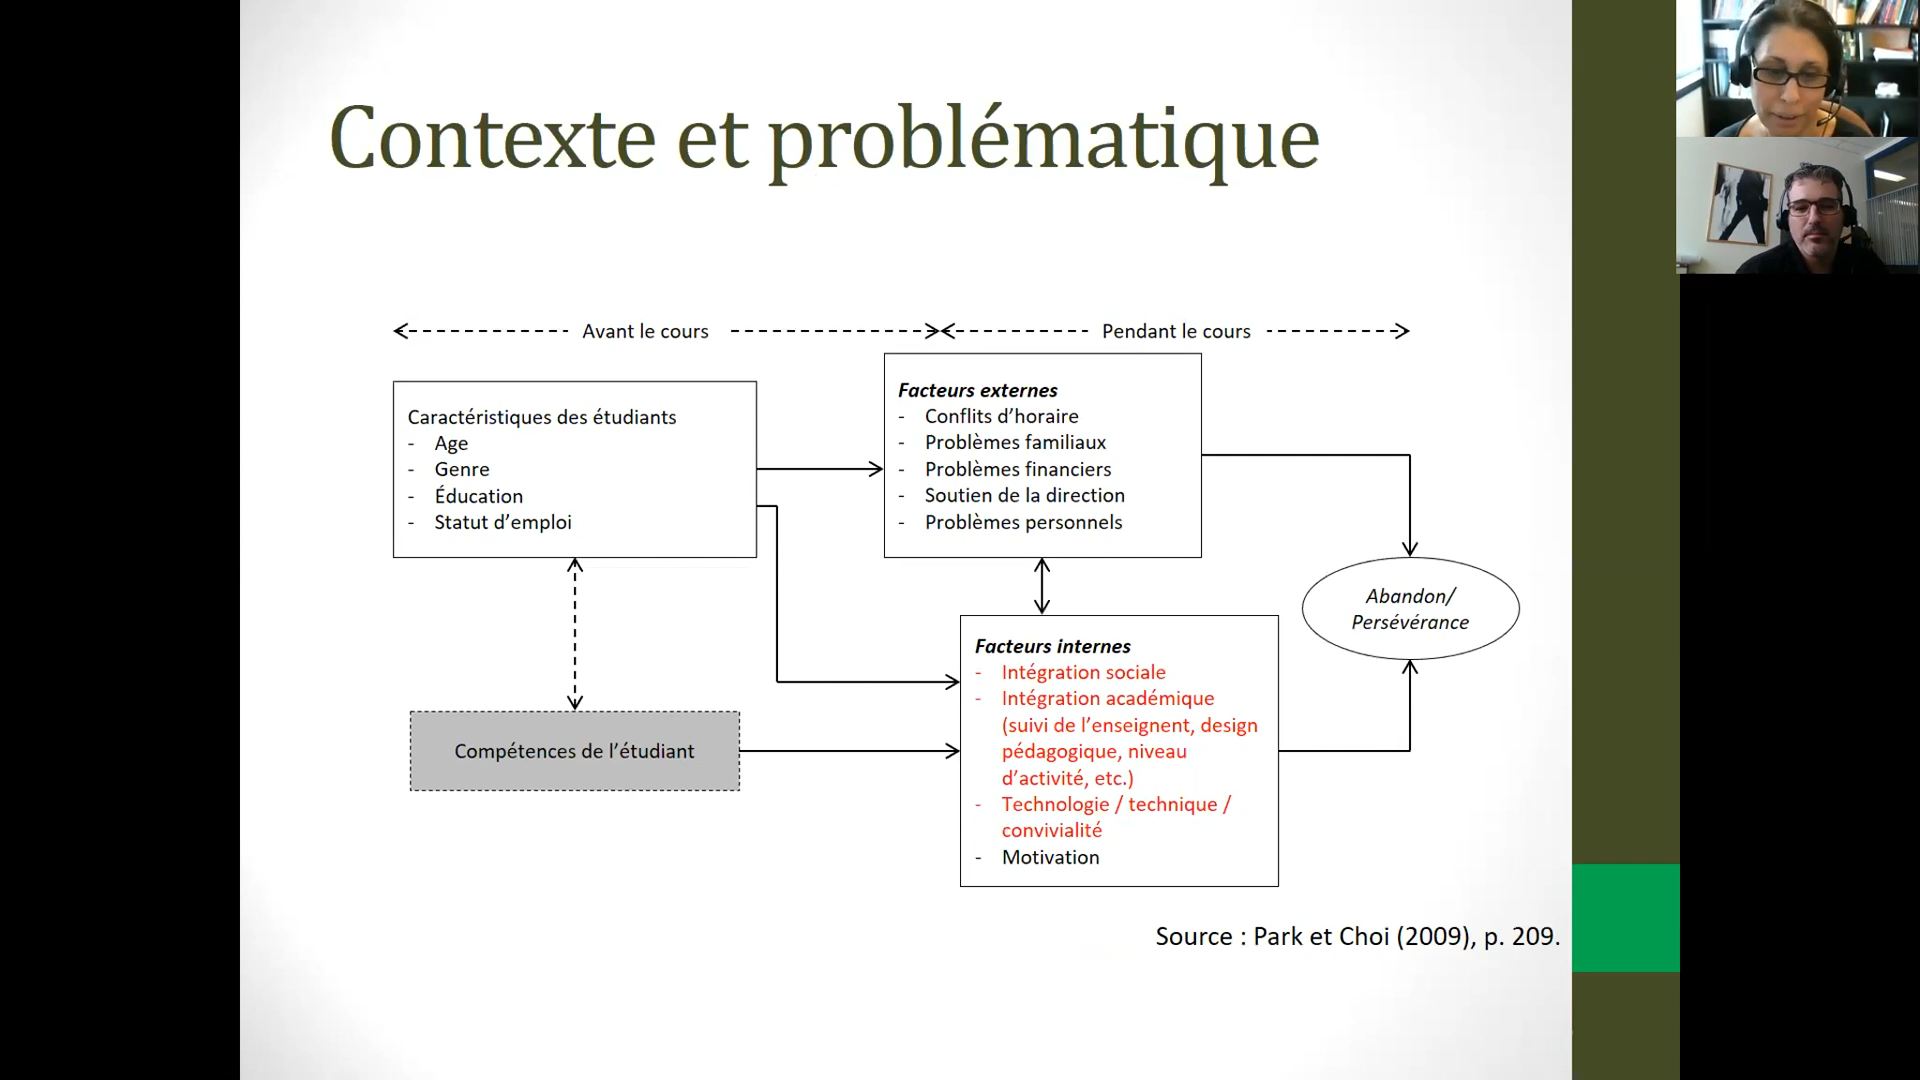 Contexte et problématique
Avant le cours
Pendant le cours
Caractéristiques des étudiants
- Age
- Genre
- Éducation
- Statut d’emploi
Facteurs externes
- Conflits d’horaire
- Problèmes familiaux
- Problèmes financiers
- Soutien de la direction
- Problèmes personnels
Abandon/
Persévérance
Compétences de l’étudiant
Facteurs internes
- Intégration sociale
- Intégration académique
(suivi de l’enseignent, design
pédagogique, niveau
d’activité, etc.)
- Technologie / technique /
convivialité
- Motivation
Source : Park et Choi (2009), p. 209.